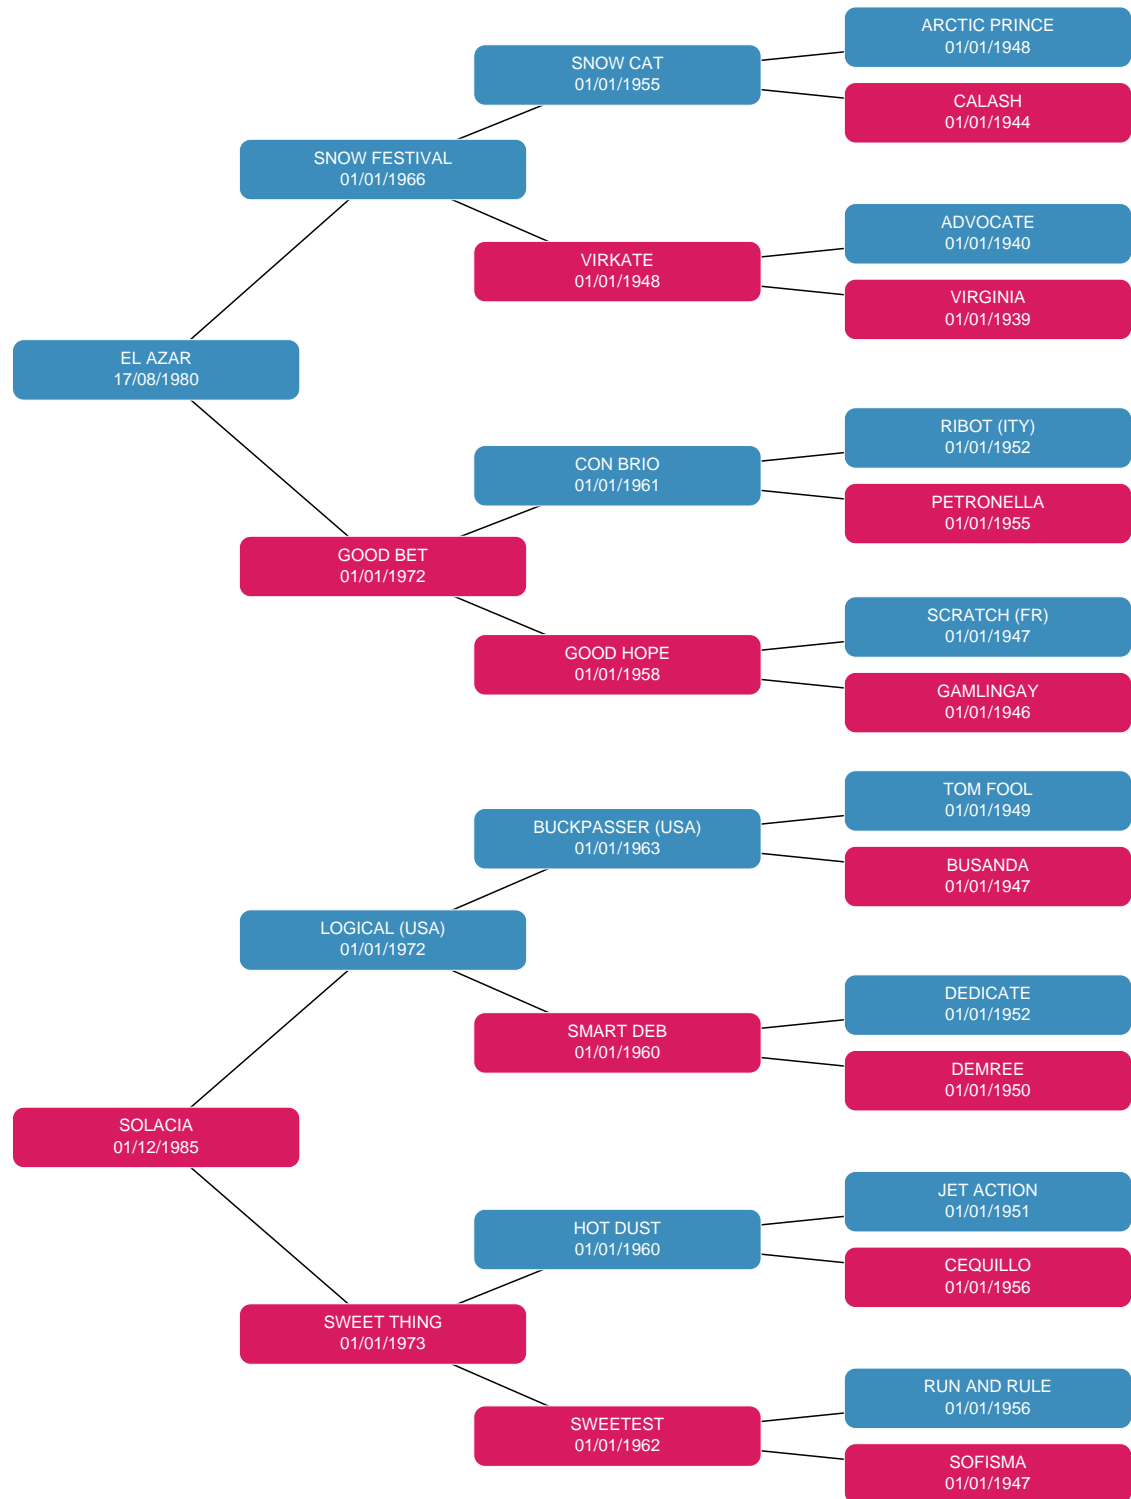 ARCTIC PRINCE
01/01/1948
SNOW CAT
01/01/1955
CALASH
01/01/1944
SNOW FESTIVAL
01/01/1966
ADVOCATE
01/01/1940
VIRKATE
01/01/1948
VIRGINIA
01/01/1939
EL AZAR
17/08/1980
RIBOT (ITY)
01/01/1952
CON BRIO
01/01/1961
PETRONELLA
01/01/1955
GOOD BET
01/01/1972
SCRATCH (FR)
01/01/1947
GOOD HOPE
01/01/1958
GAMLINGAY
01/01/1946
TOM FOOL
01/01/1949
BUCKPASSER (USA)
01/01/1963
BUSANDA
01/01/1947
LOGICAL (USA)
01/01/1972
DEDICATE
01/01/1952
SMART DEB
01/01/1960
DEMREE
01/01/1950
SOLACIA
01/12/1985
JET ACTION
01/01/1951
HOT DUST
01/01/1960
CEQUILLO
01/01/1956
SWEET THING
01/01/1973
RUN AND RULE
01/01/1956
SWEETEST
01/01/1962
SOFISMA
01/01/1947